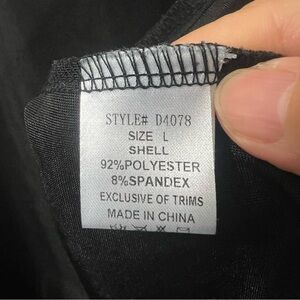 STYLE# D4078
SIZE L
SHELL
92%POLYESTER
8%SPANDEX
EXCLUSIVE OF TRIMS
MADE IN CHINA